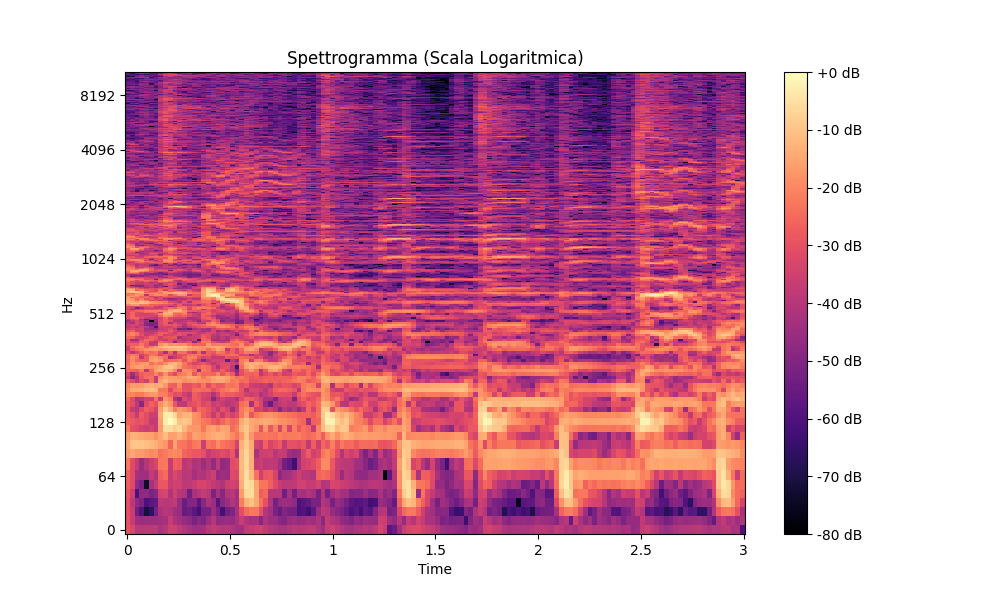 Spettrogramma (Scala Logaritmica)
Hz
8192
4096
2048
1024
512
256
128
64
0
0
0.5
1
1.5
2
2.5
3
Time
+0 dB
-10 dB
-20 dB
-30 dB
-40 dB
-50 dB
-60 dB
-70 dB
-80 dB